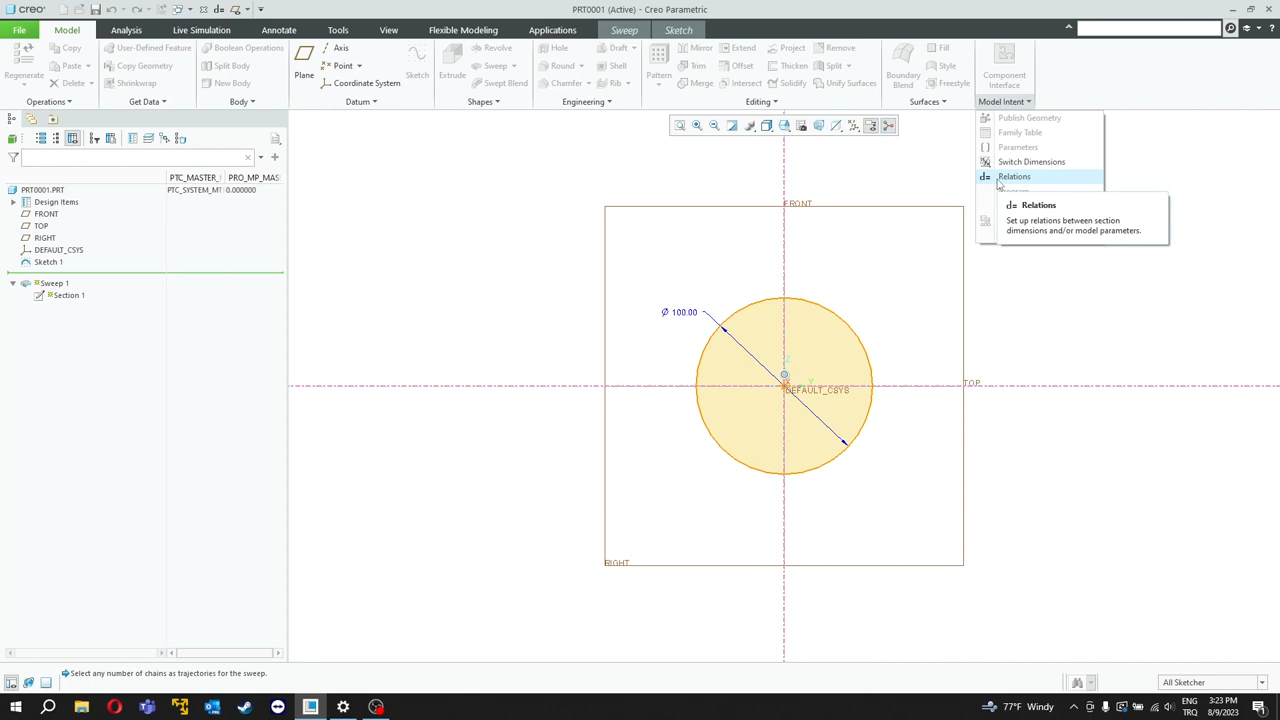 creo
PRT0001 (Active) - Creo Parametric
File Model Analysis Live Simulation Annotate Tools View Flexible Modeling Applications Sweep Sketch
Regenerate
Copy
Paste
Delete
User-Defined Feature
Copy Geometry
Shrinkwrap
Boolean Operations
Split Body
New Body
Plane
Axis
Point
Coordinate System
Sketch
Extrude
Revolve
Sweep
Swept Blend
Hole
Round
Chamfer
Draft
Shell
Rib
Pattern
Mirror
Trim
Merge
Extend
Offset
Intersect
Project
Thicken
Solidify
Remove
Split
Unify Surfaces
Boundary
Blend
Fill
Style
Freestyle
Component
Interface
Operations Get Data Body Datum Shapes Engineering Editing Surfaces Model Intent
Publish Geometry
Family Table
Parameters
Switch Dimensions
d= Relations
d= Relations
Set up relations between section
dimensions and/or model parameters.
PTC_MASTER_ PRO_MP_MAS
PRT0001.PRT PTC_SYSTEM_MT 0.000000
Design Items
FRONT
TOP
RIGHT
DEFAULT_CSYS
Sketch 1
Sweep 1
Section 1
FRONT
Ø 100.00
Z
Y
TOP
DEFAULT_CSYS
RIGHT
Select any number of chains as trajectories for the sweep.
All Sketcher
77°F Windy
ENG
TRQ
3:23 PM
8/9/2023